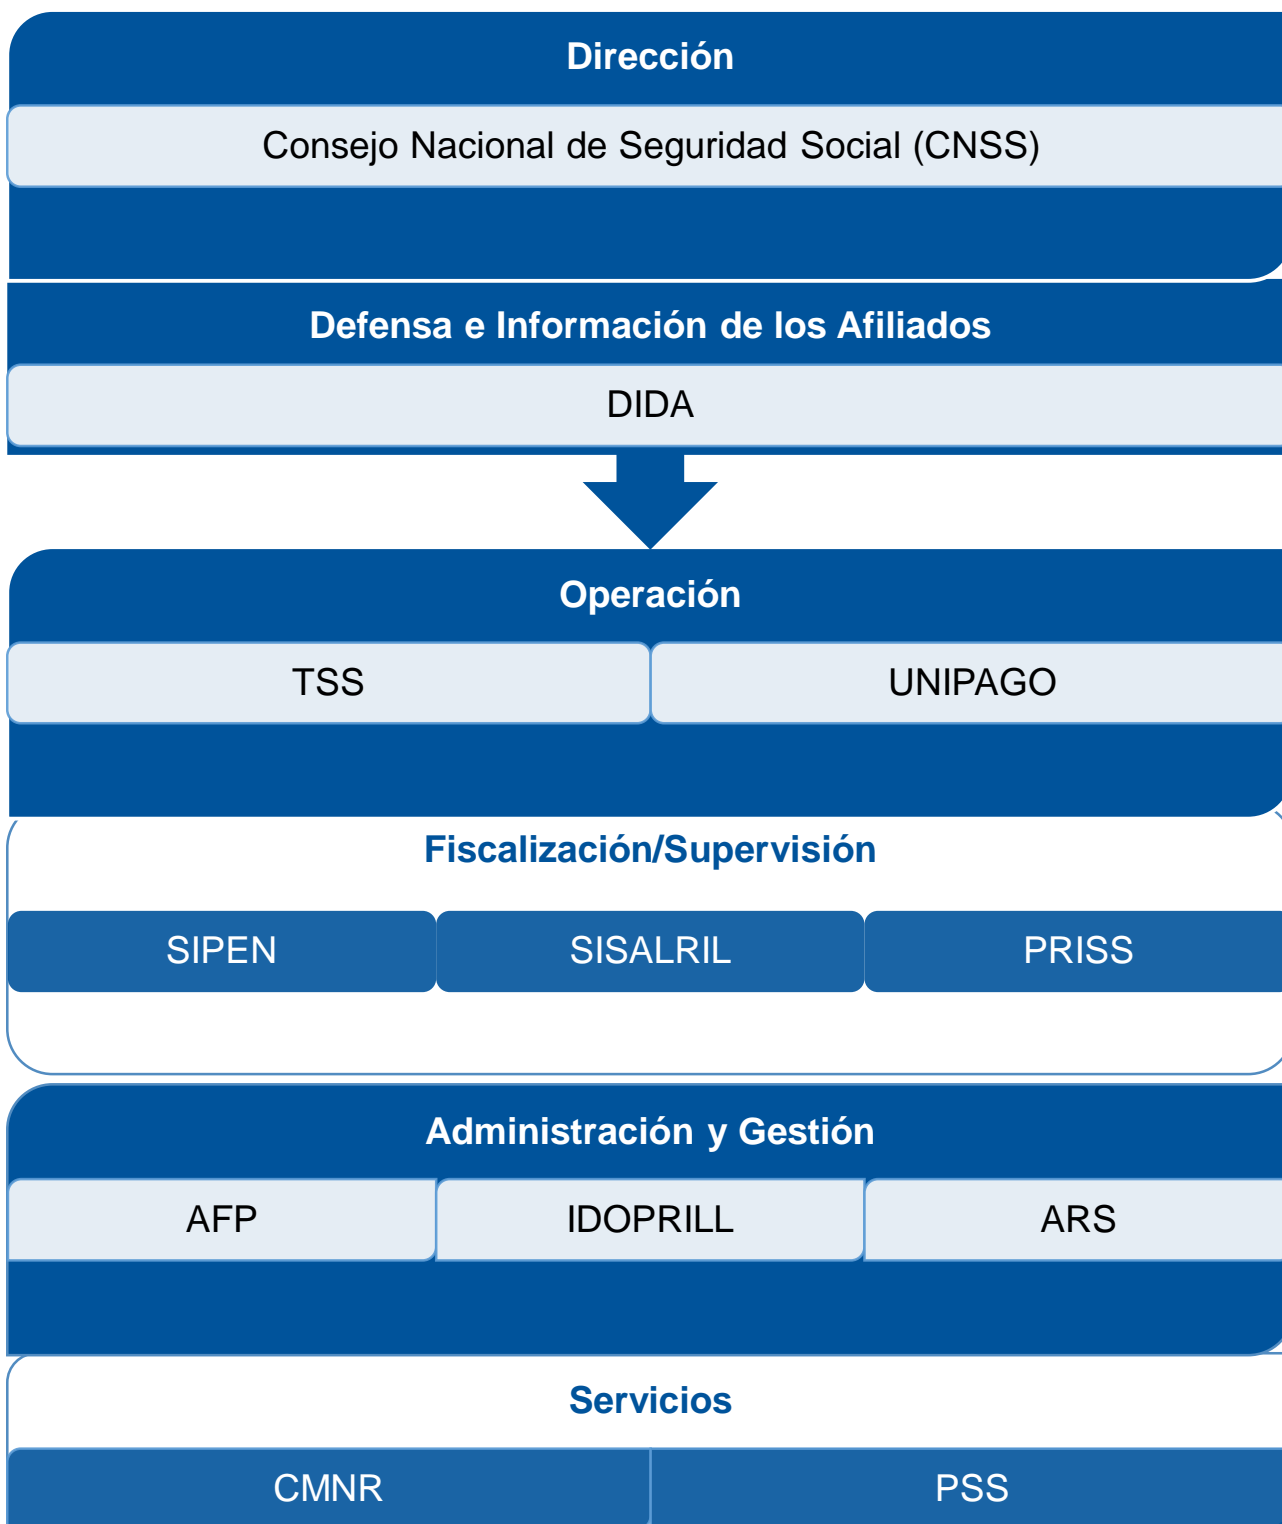 Dirección
Consejo Nacional de Seguridad Social (CNSS)
Defensa e Información de los Afiliados
DIDA
Operación
TSS
UNIPAGO
Fiscalización/Supervisión
SIPEN
SISALRIL
PRISS
Administración y Gestión
AFP
IDOPRILL
ARS
Servicios
CMNR
PSS